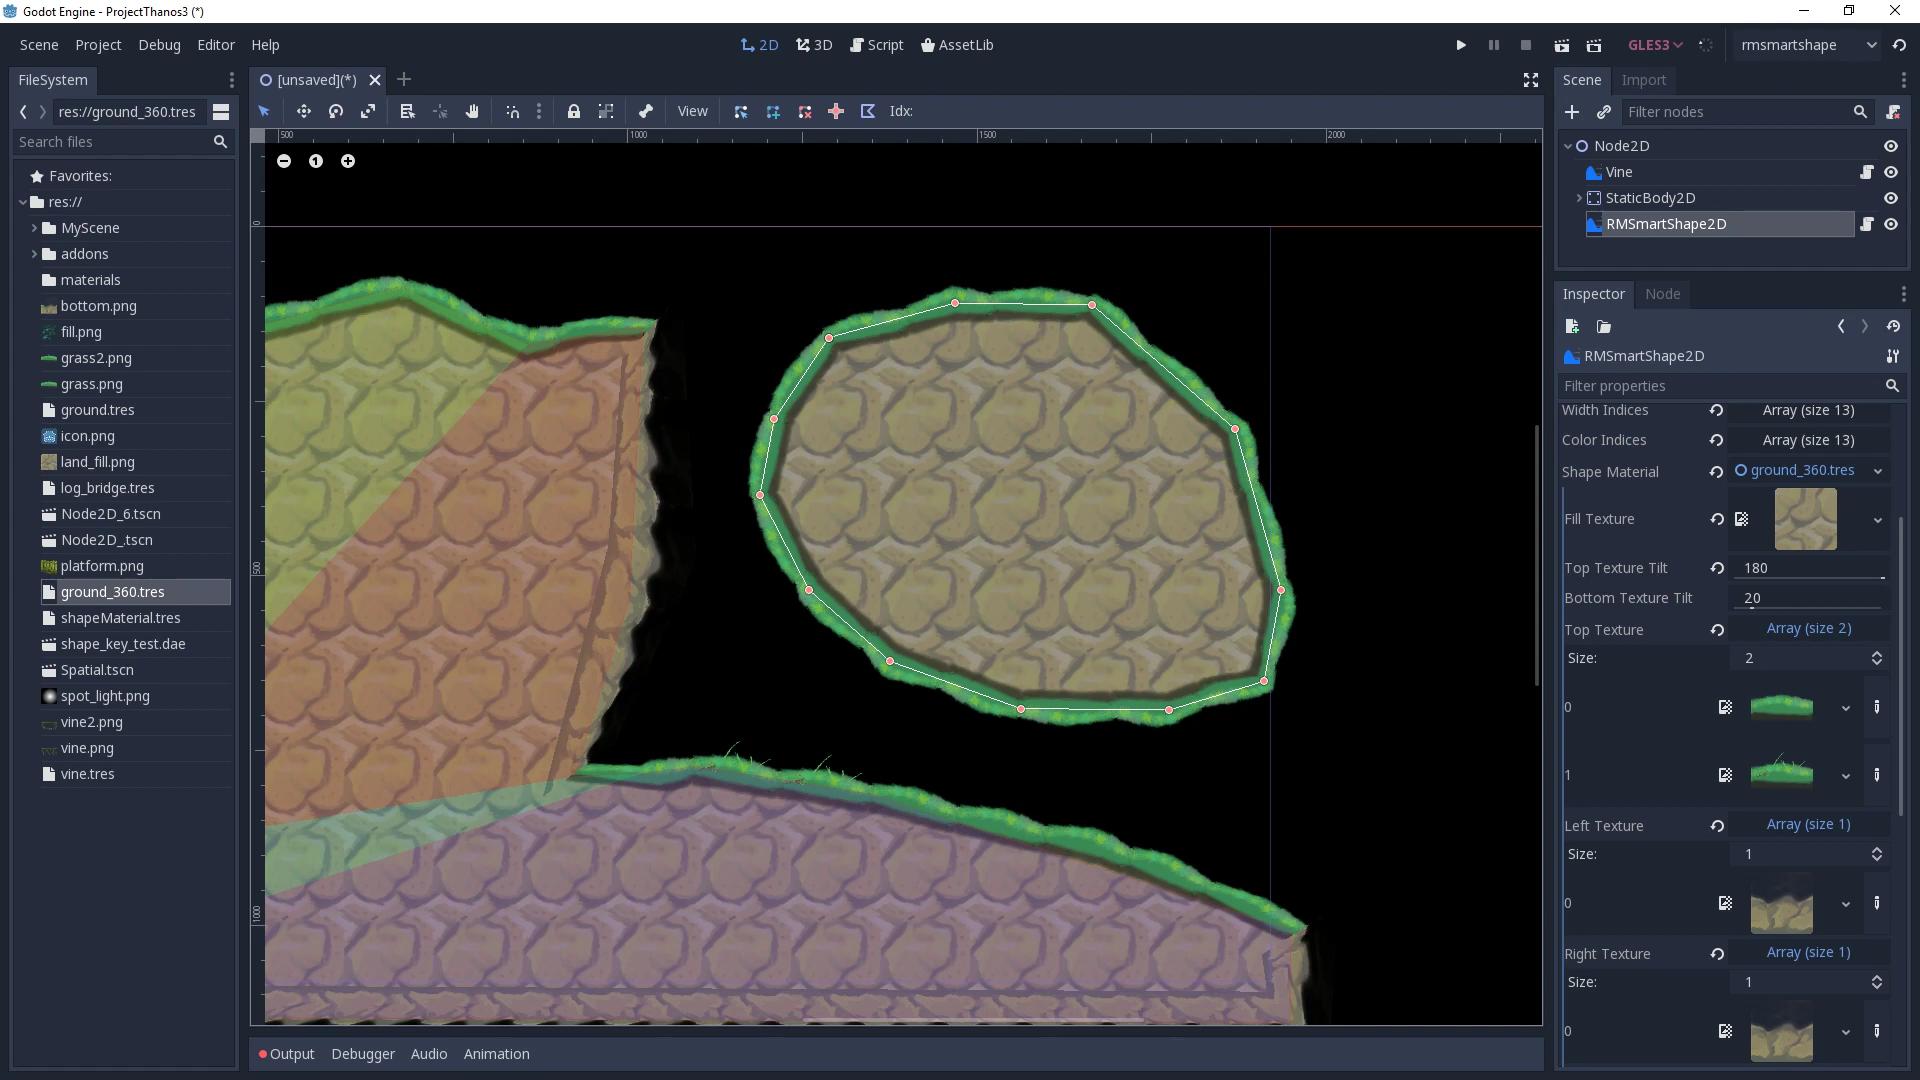 Godot Engine - ProjectThanos3 (*)
Scene Project Debug Editor Help
2D 3D Script AssetLib
GLES3 rmsmartshape
FileSystem
res://ground_360.tres
Search files
Favorites:
res://
MyScene
addons
materials
bottom.png
fill.png
grass2.png
grass.png
ground.tres
icon.png
land_fill.png
log_bridge.tres
Node2D_6.tscn
Node2D_.tscn
platform.png
ground_360.tres
shapeMaterial.tres
shape_key_test.dae
Spatial.tscn
spot_light.png
vine2.png
vine.png
vine.tres
[unsaved](*)
View Idx:
500 1000 1500 2000
1
0
500
1000
Output Debugger Audio Animation
Scene Import
Filter nodes
Node2D
Vine
StaticBody2D
RMSmartShape2D
Inspector Node
RMSmartShape2D
Filter properties
Width Indices Array (size 13)
Color Indices Array (size 13)
Shape Material ground_360.tres
Fill Texture
Top Texture Tilt 180
Bottom Texture Tilt 20
Top Texture Array (size 2)
Size: 2
0
1
Left Texture Array (size 1)
Size: 1
0
Right Texture Array (size 1)
Size: 1
0